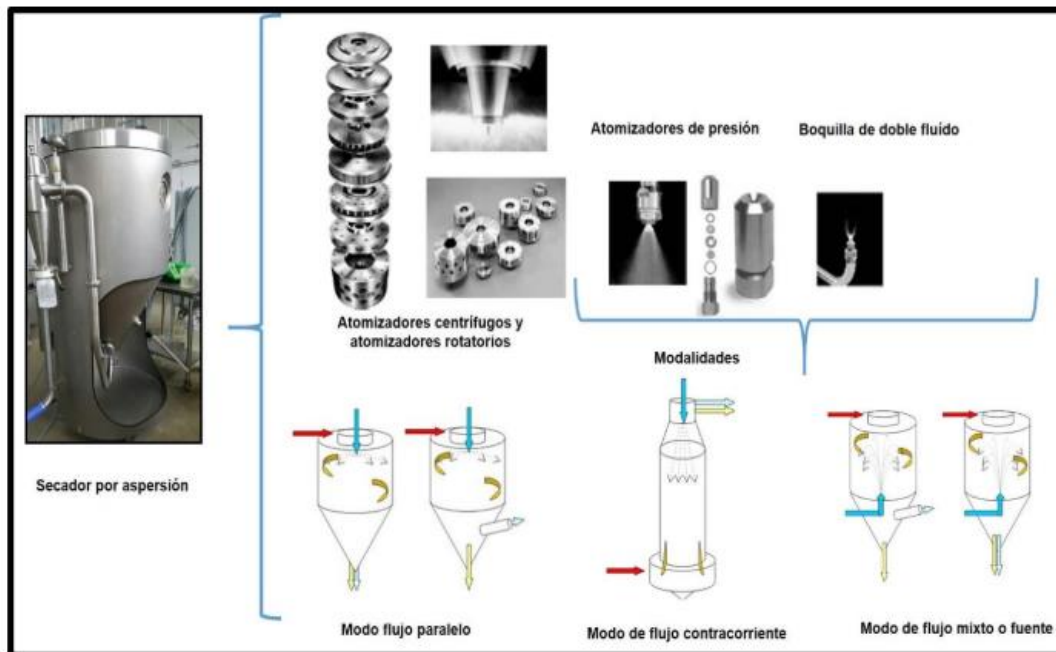 Atomizadores de presión
Boquilla de doble fluído
Atomizadores centrífugos y
atomizadores rotatorios
Modalidades
Secador por aspersión
Modo flujo paralelo
Modo de flujo contracorriente
Modo de flujo mixto o fuente